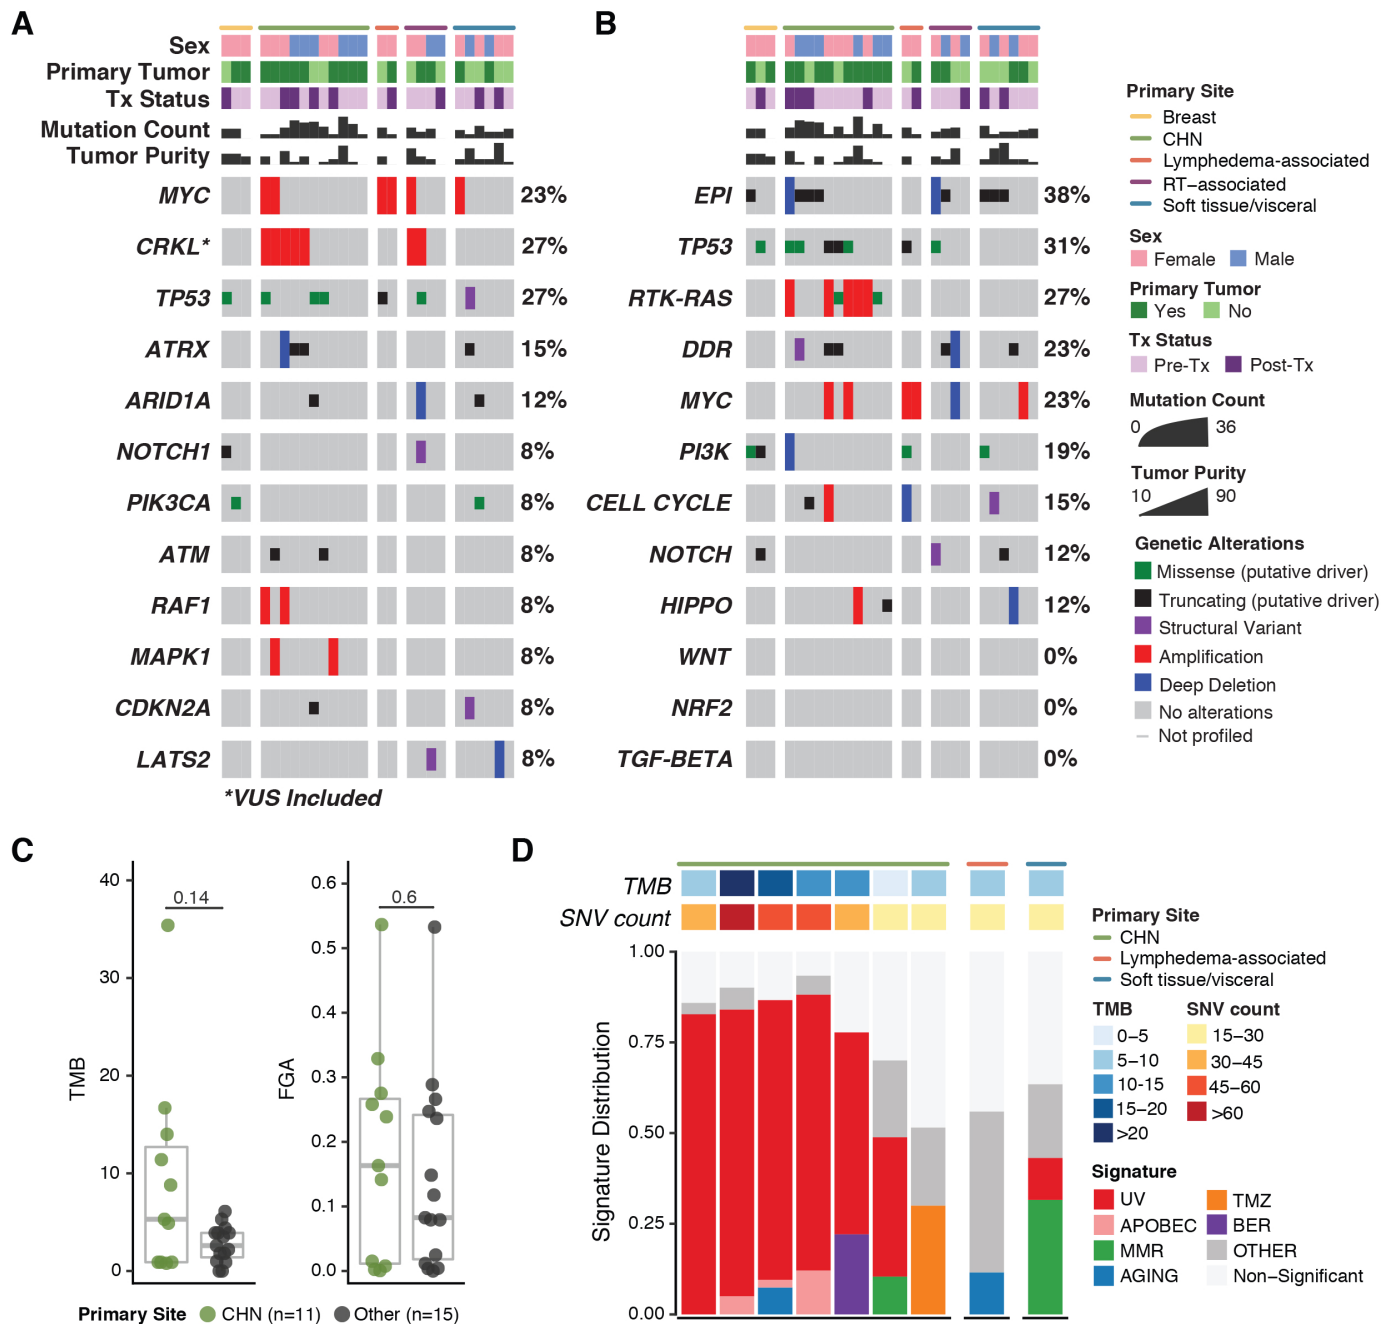 A
Sex
Primary Tumor
Tx Status
Mutation Count
Tumor Purity
MYC 23%
CRKL* 27%
TP53 27%
ATRX 15%
ARID1A 12%
NOTCH1 8%
PIK3CA 8%
ATM 8%
RAF1 8%
MAPK1 8%
CDKN2A 8%
LATS2 8%
*VUS Included
B
EPI 38%
TP53 31%
RTK-RAS 27%
DDR 23%
MYC 23%
PI3K 19%
CELL CYCLE 15%
NOTCH 12%
HIPPO 12%
WNT 0%
NRF2 0%
TGF-BETA 0%
Primary Site
Breast
CHN
Lymphedema-associated
RT-associated
Soft tissue/visceral
Sex
Female Male
Primary Tumor
Yes No
Tx Status
Pre-Tx Post-Tx
Mutation Count
0 36
Tumor Purity
10 90
Genetic Alterations
Missense (putative driver)
Truncating (putative driver)
Structural Variant
Amplification
Deep Deletion
No alterations
Not profiled
C
TMB
40
30
20
10
0
0.14
FGA
0.6
0.5
0.4
0.3
0.2
0.1
0.0
0.6
Primary Site CHN (n=11) Other (n=15)
D
TMB
SNV count
Signature Distribution
1.00
0.75
0.50
0.25
0.00
Primary Site
CHN
Lymphedema-associated
Soft tissue/visceral
TMB SNV count
0-5 15-30
5-10 30-45
10-15 45-60
15-20 >60
>20
Signature
UV TMZ
APOBEC BER
MMR OTHER
AGING Non-Significant